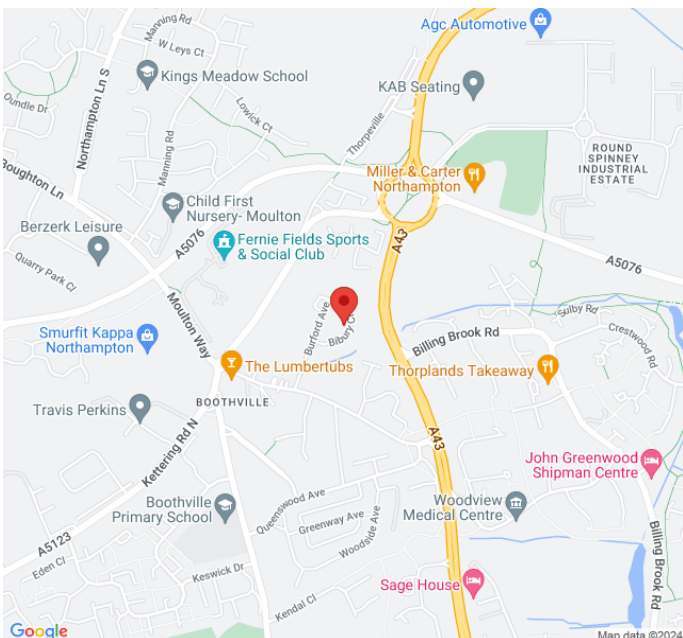 Manning Rd
Agc Automotive
W Leys Ct
Kings Meadow School
KAB Seating
Oundle Dr
Northampton Ln S
Lowick Ct
Thorpeville
Manning Rd
ROUND
SPINNEY
INDUSTRIAL
ESTATE
Boughton Ln
Miller & Carter
Northampton
Child First
Nursery- Moulton
Berzerk Leisure
A5076
Fernie Fields Sports
& Social Club
A43
A5076
Quarry Park Cl
Moulton Way
Burford Ave
Bibury
Sulby Rd
Crestwood Rd
Billing Brook Rd
Smurfit Kappa
Northampton
The Lumbertubs
Thorplands Takeaway
Travis Perkins
BOOTHVILLE
Kettering Rd N
A43
John Greenwood
Shipman Centre
Boothville
Primary School
Queenswood Ave
Woodview
Medical Centre
Greenway Ave
Woodside Ave
Billing Brook Rd
A5123
Eden Cl
Keswick Dr
Sage House
Kendal Cl
Google
Map data ©2024